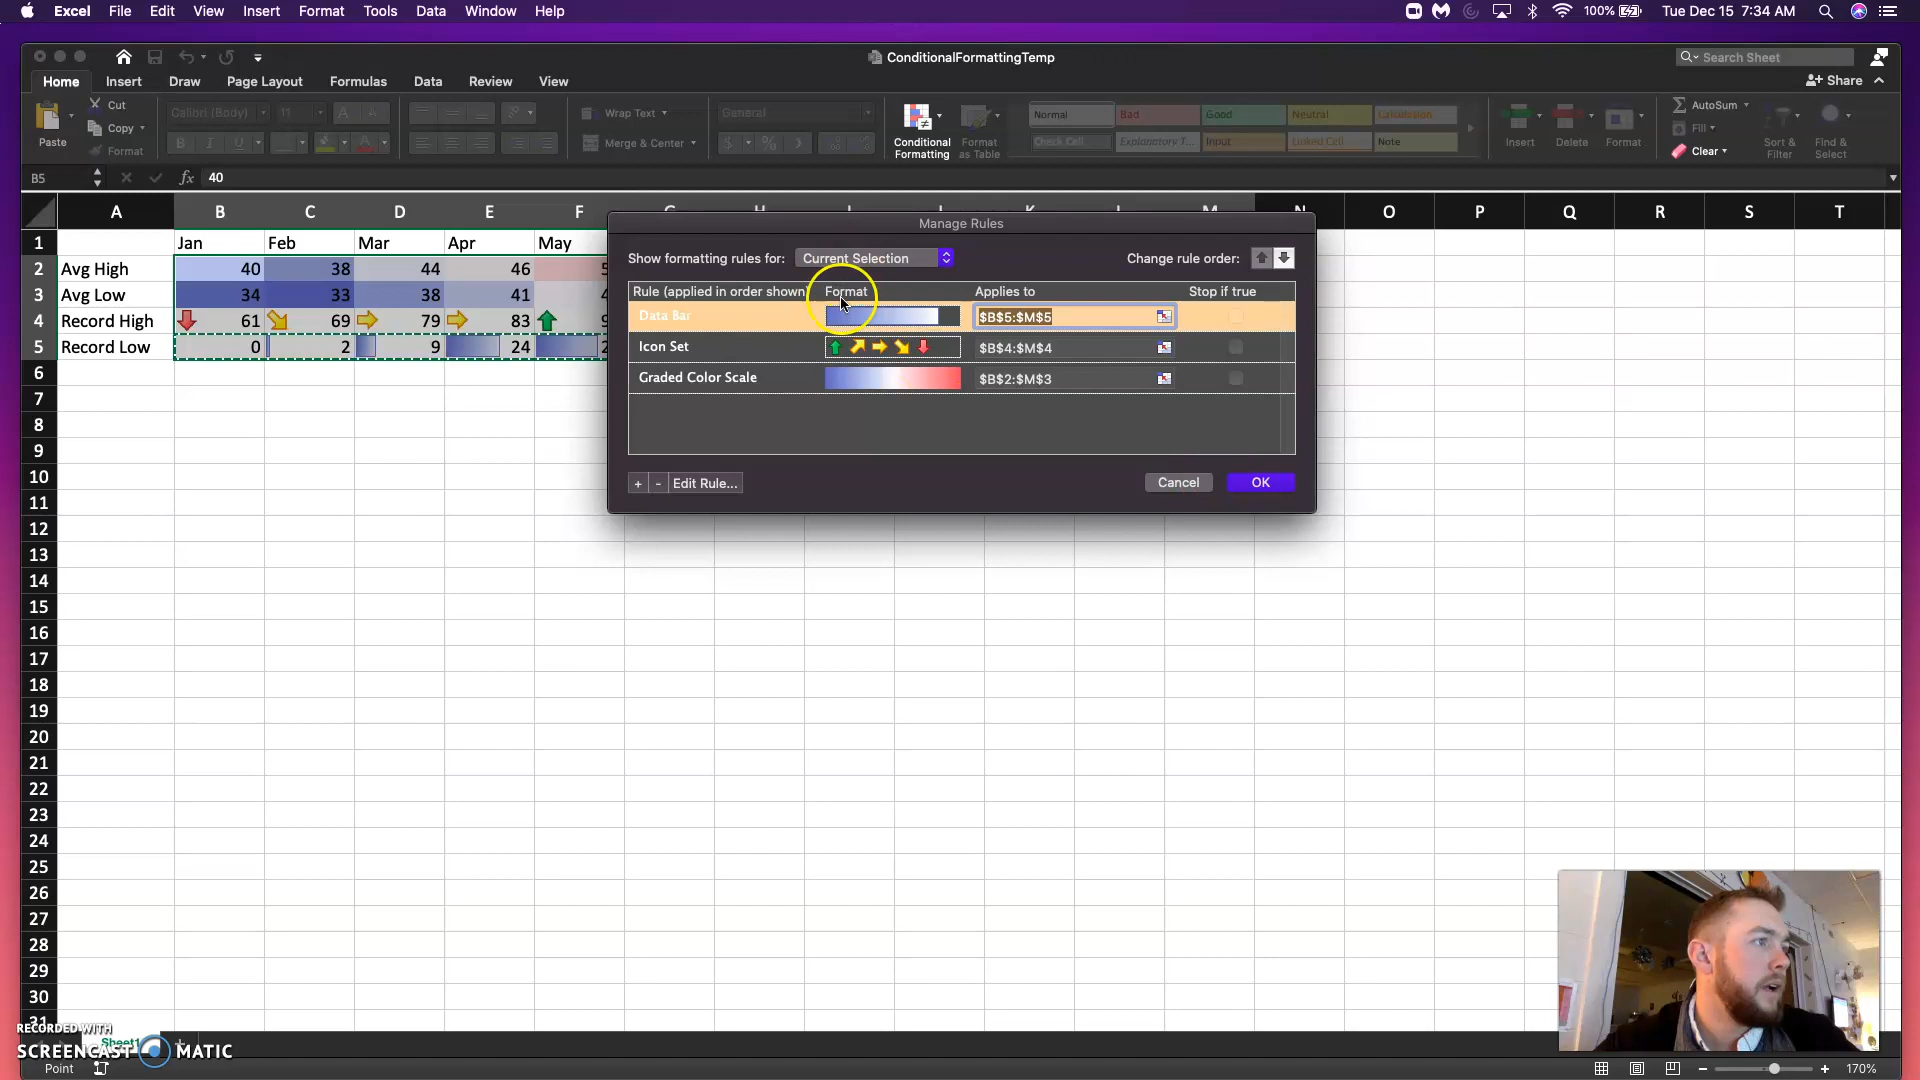 Excel File Edit View Insert Format Tools Data Window Help 100% Tue Dec 15 7:34 AM
ConditionalFormattingTemp Search Sheet
Home Insert Draw Page Layout Formulas Data Review View Share
Paste Cut Copy Format
Calibri (Body) 11 A A
B I U A
Wrap Text
Merge & Center
General
$ % )
Conditional Formatting
Format as Table
Normal Bad Good Neutral Calculation
Check Cell Explanatory T... Input Linked Cell Note
Insert Delete Format
AutoSum
Fill
Clear
Sort & Filter
Find & Select
B5 fx 40
A B C D E F N O P Q R S T
1 Jan Feb Mar Apr May
2 Avg High 40 38 44 46 5
3 Avg Low 34 33 38 41 4
4 Record High 61 69 79 83 9
5 Record Low 0 2 9 24 2
6
7
8
9
10
11
12
13
14
15
16
17
18
19
20
21
22
23
24
25
26
27
28
29
30
31
Manage Rules
Show formatting rules for: Current Selection Change rule order:
Rule (applied in order shown) Format Applies to Stop if true
Data Bar $B$5:$M$5
Icon Set $B$4:$M$4
Graded Color Scale $B$2:$M$3
+ - Edit Rule... Cancel OK
RECORDED WITH
SCREENCAST MATIC
Sheet1 +
Point 170%